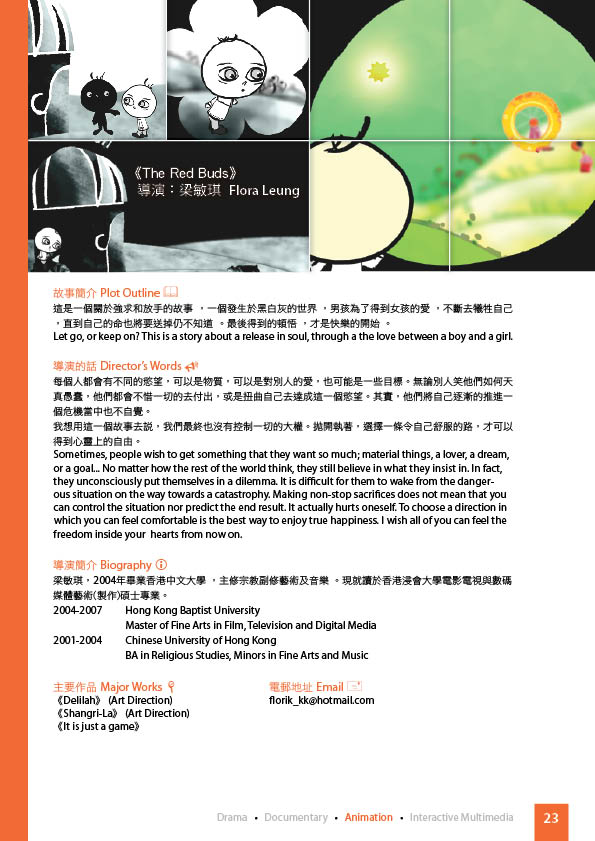 《The Red Buds》
導演：梁敏琪 Flora Leung
故事簡介 Plot Outline
這是一個關於強求和放手的故事 ，一個發生於黑白灰的世界 ，男孩為了得到女孩的愛 ，不斷去犧牲自己
，直到自己的命也將要送掉仍不知道 。最後得到的頓悟 ，才是快樂的開始 。
Let go, or keep on? This is a story about a release in soul, through a the love between a boy and a girl.
導演的話 Director's Words
每個人都會有不同的慾望，可以是物質，可以是對別人的愛，也可能是一些目標。無論別人笑他們如何天
真愚蠢，他們都會不惜一切的去付出，或是扭曲自己去達成這一個慾望。其實，他們將自己逐漸的推進一
個危機當中也不自覺。
我想用這一個故事去說，我們最終也沒有控制一切的大權。拋開執著，選擇一條令自己舒服的路，才可以
得到心靈上的自由。
Sometimes, people wish to get something that they want so much; material things, a lover, a dream,
or a goal... No matter how the rest of the world think, they still believe in what they insist in. In fact,
they unconsciously put themselves in a dilemma. It is difficult for them to wake from the danger-
ous situation on the way towards a catastrophy. Making non-stop sacrifices does not mean that you
can control the situation nor predict the end result. It actually hurts oneself. To choose a direction in
which you can feel comfortable is the best way to enjoy true happiness. I wish all of you can feel the
freedom inside your hearts from now on.
導演簡介 Biography
梁敏琪，2004年畢業香港中文大學 ，主修宗教副修藝術及音樂 。現就讀於香港浸會大學電影電視與數碼
媒體藝術(製作)碩士專業。
2004-2007 Hong Kong Baptist University
Master of Fine Arts in Film, Television and Digital Media
2001-2004 Chinese University of Hong Kong
BA in Religious Studies, Minors in Fine Arts and Music
主要作品 Major Works
《Delilah》 (Art Direction)
《Shangri-La》 (Art Direction)
《It is just a game》
電郵地址 Email
florik_kk@hotmail.com
Drama • Documentary • Animation • Interactive Multimedia 23